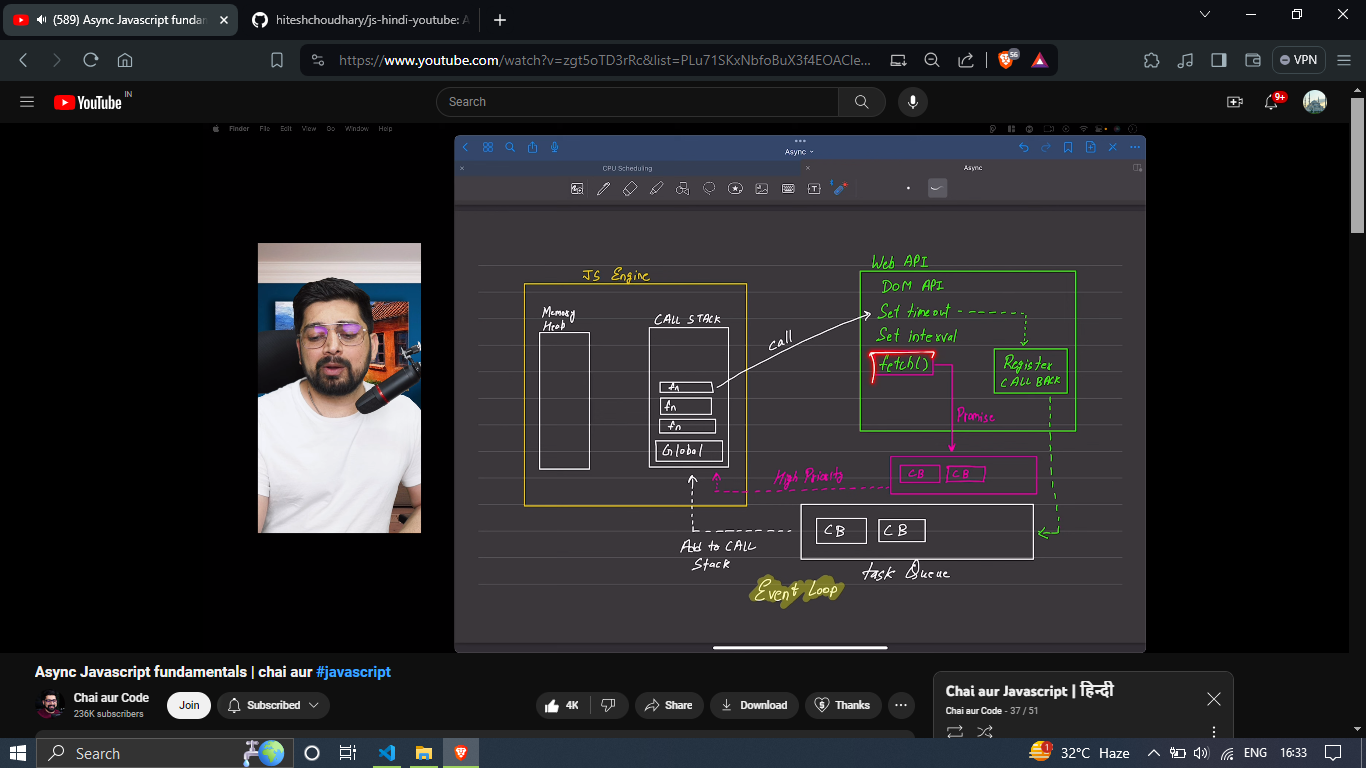 (589) Async Javascript fundan
hiteshchoudhary/js-hindi-youtube: A
https://www.youtube.com/watch?v=zgt5oTD3rRc&list=PLu71SKxNbfoBuX3f4EOACle...
56
VPN
YouTube IN
Search
9+
Finder File Edit View Go Window Help
Async
CPU Scheduling
Async
JS Engine
Memory
Heap
CALL STACK
fn
fn
fn
Global
call
Web API
DOM API
Set timeout
Set interval
fetch()
Register
CALL BACK
Promise
High Priority
CB CB
CB CB
Add to CALL
Stack
Task Queue
Event Loop
Async Javascript fundamentals | chai aur #javascript
Chai aur Code
236K subscribers
Join
Subscribed
4K
Share
Download
Thanks
Chai aur Javascript | हिन्दी
Chai aur Code - 37 / 51
Search
1
32°C Haze
ENG
16:33